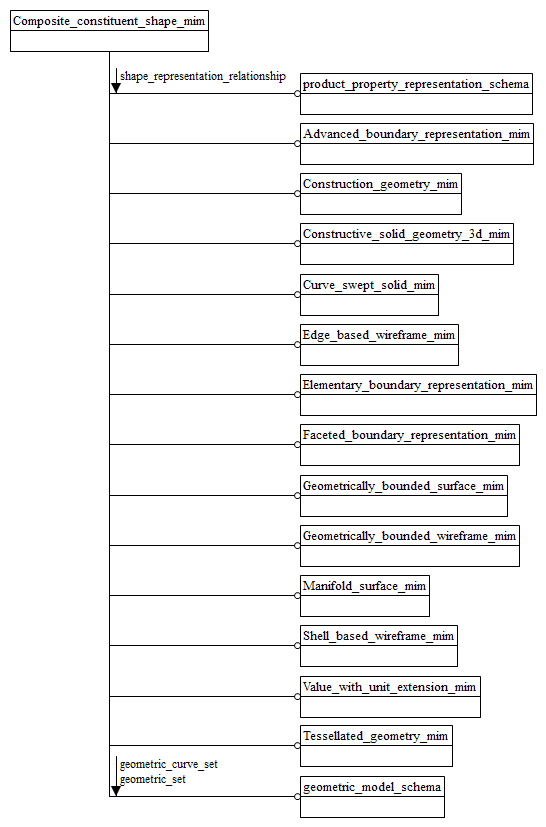 Composite_constituent_shape_mim
shape_representation_relationship
product_property_representation_schema
Advanced_boundary_representation_mim
Construction_geometry_mim
Constructive_solid_geometry_3d_mim
Curve_swept_solid_mim
Edge_based_wireframe_mim
Elementary_boundary_representation_mim
Faceted_boundary_representation_mim
Geometrically_bounded_surface_mim
Geometrically_bounded_wireframe_mim
Manifold_surface_mim
Shell_based_wireframe_mim
Value_with_unit_extension_mim
Tessellated_geometry_mim
geometric_curve_set
geometric_set
geometric_model_schema